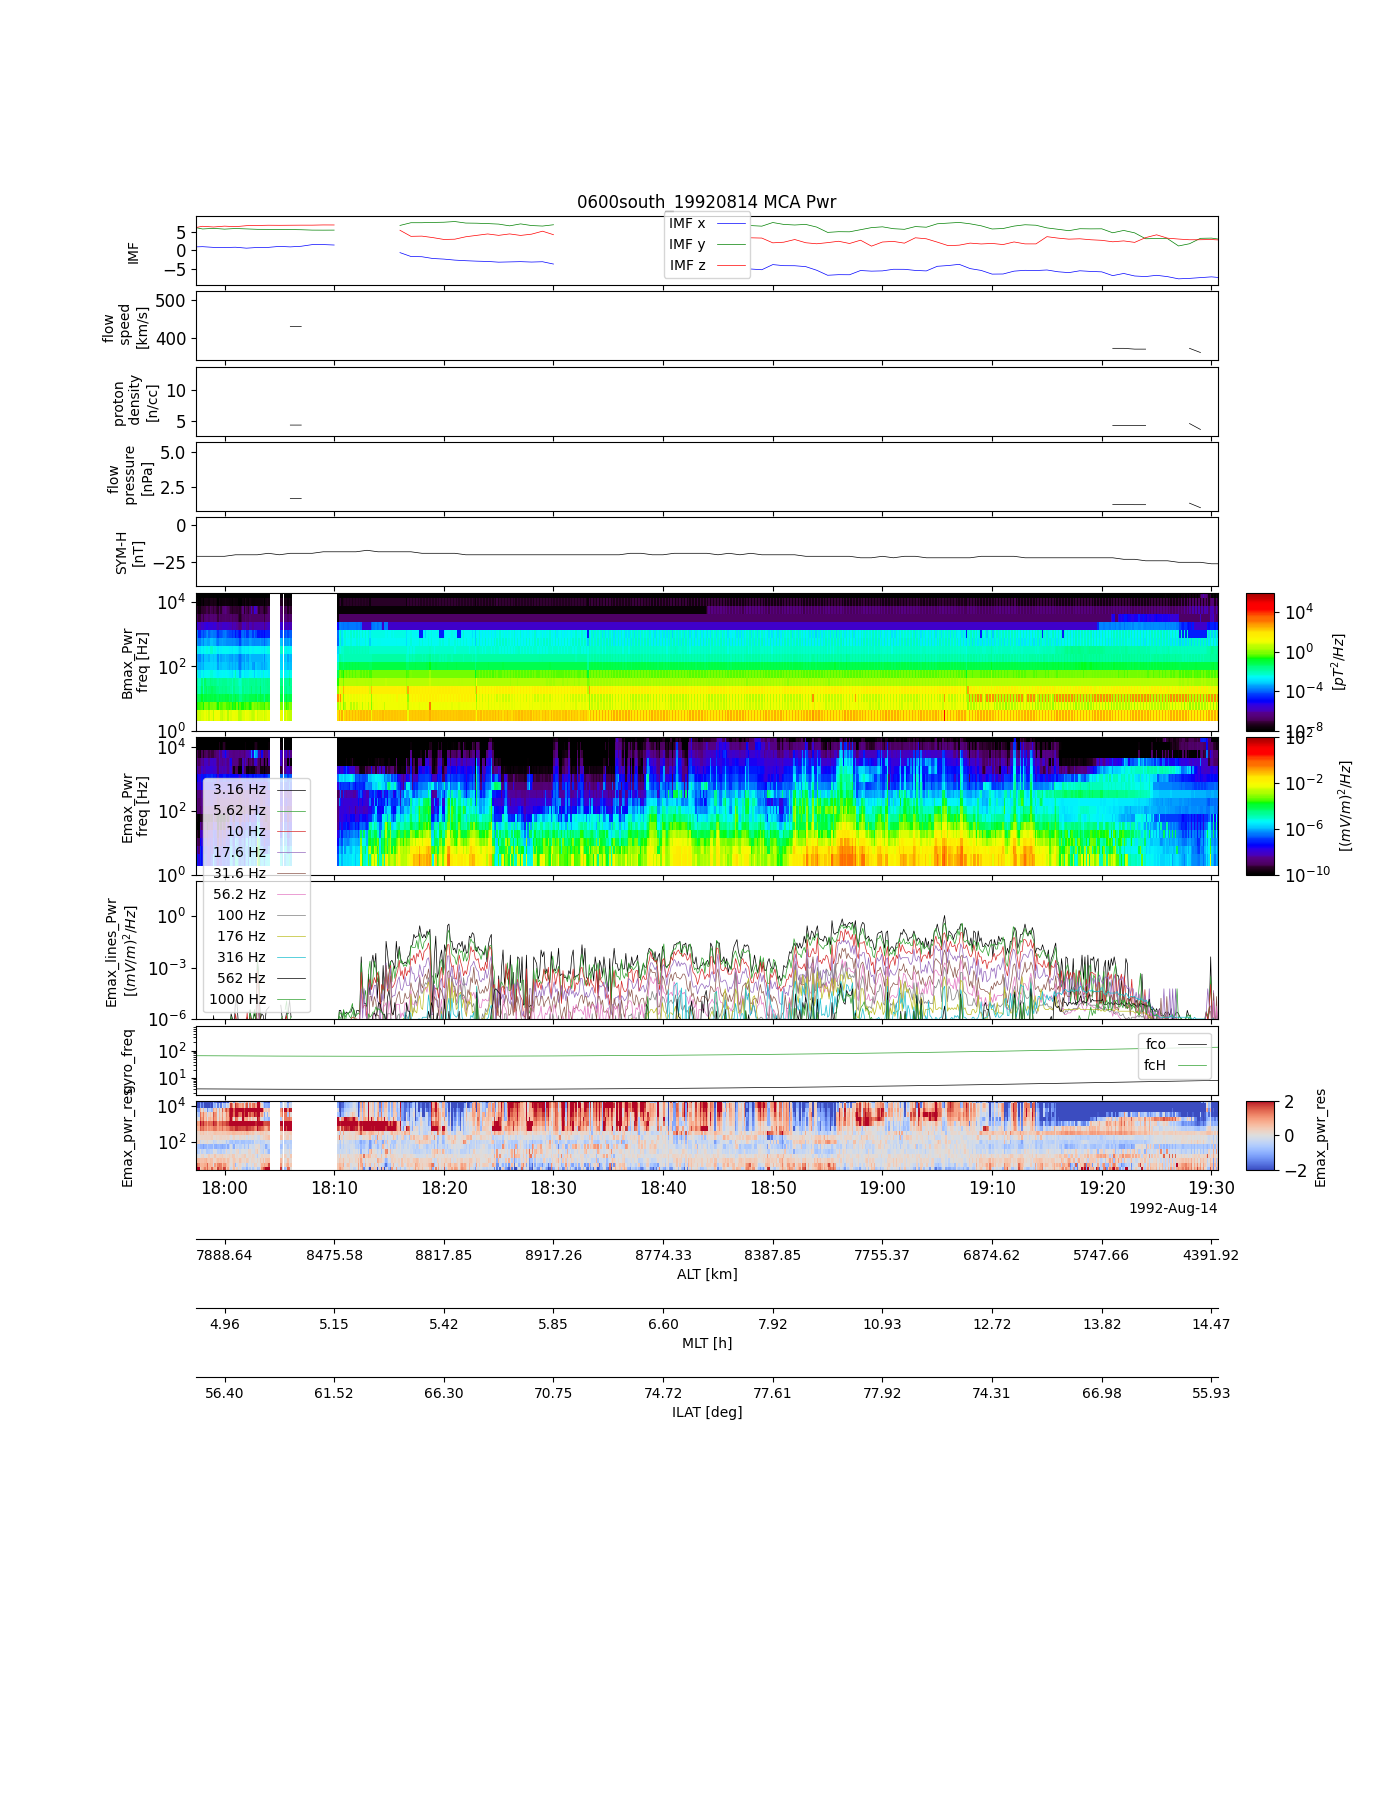 0600south_19920814 MCA Pwr
IMF
5
0
−5
IMF x
IMF y
IMF z
flow speed [km/s]
500
400
proton density [n/cc]
10
5
flow pressure [nPa]
5.0
2.5
SYM-H [nT]
0
−25
Bmax_Pwr freq [Hz]
10^4
10^2
10^0
10^4
10^0
10^−4
10^−8
[pT^2/Hz]
Emax_Pwr freq [Hz]
10^4
10^2
10^0
10^2
10^−2
10^−6
10^−10
[(mV/m)^2/Hz]
3.16 Hz
5.62 Hz
10 Hz
17.6 Hz
31.6 Hz
56.2 Hz
100 Hz
176 Hz
316 Hz
562 Hz
1000 Hz
Emax_lines_Pwr [(mV/m)^2/Hz]
10^0
10^−3
10^−6
gyro_freq
10^2
10^1
fco
fcH
Emax_pwr_res
10^4
10^2
2
0
−2
Emax_pwr_res
18:00 18:10 18:20 18:30 18:40 18:50 19:00 19:10 19:20 19:30
1992-Aug-14
7888.64 8475.58 8817.85 8917.26 8774.33 8387.85 7755.37 6874.62 5747.66 4391.92
ALT [km]
4.96 5.15 5.42 5.85 6.60 7.92 10.93 12.72 13.82 14.47
MLT [h]
56.40 61.52 66.30 70.75 74.72 77.61 77.92 74.31 66.98 55.93
ILAT [deg]